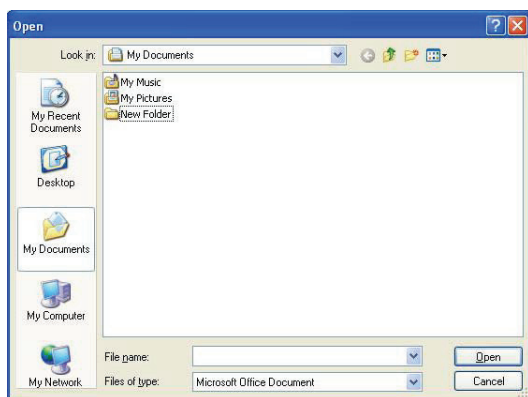 Open
Look in:
My Documents
My Recent
Documents
Desktop
My Documents
My Computer
My Network
My Music
My Pictures
New Folder
File name:
Open
Files of type:
Microsoft Office Document
Cancel